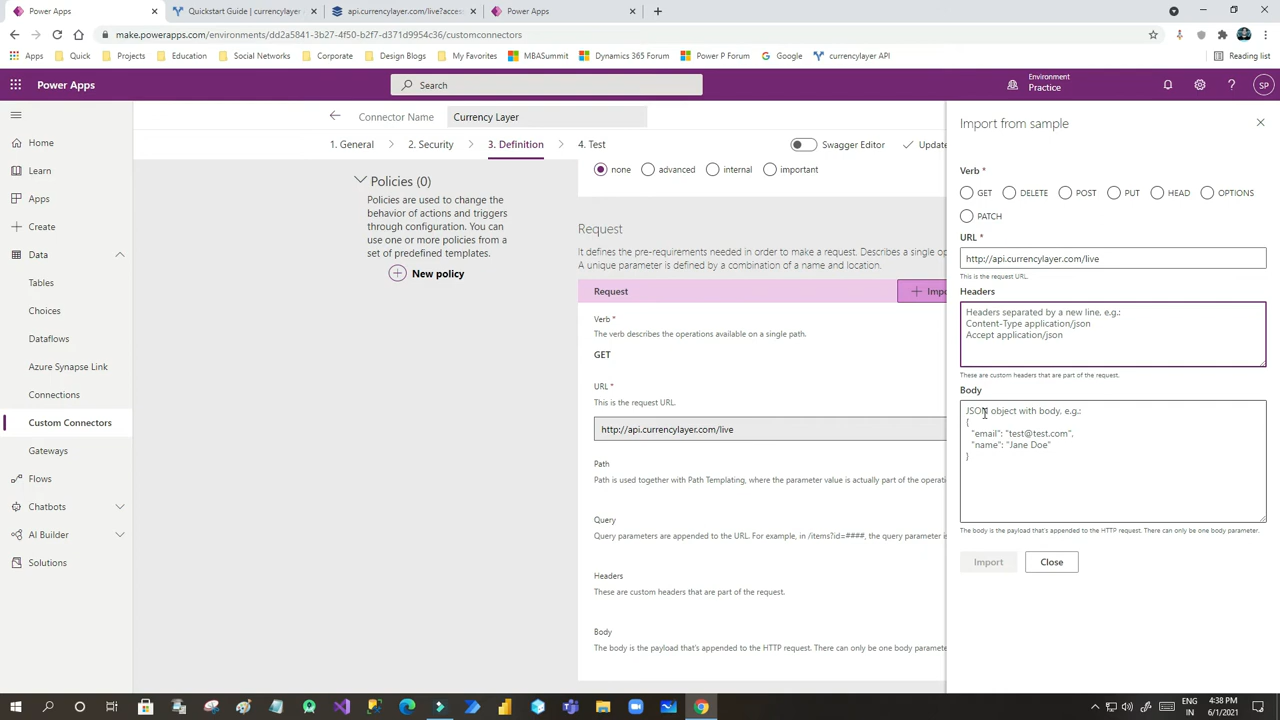 Power Apps
Quickstart Guide | currencylayer
api.currencylayer.com/live?acces
Power Apps
make.powerapps.com/environments/dd2a5841-3b27-4f50-b2f7-d371d9954c36/customconnectors
Apps
Quick
Projects
Education
Social Networks
Corporate
Design Blogs
My Favorites
MBASummit
Dynamics 365 Forum
Power P Forum
Google
currencylayer API
Reading list
Power Apps
Search
Environment
Practice
SP
Home
Learn
Apps
Create
Data
Tables
Choices
Dataflows
Azure Synapse Link
Connections
Custom Connectors
Gateways
Flows
Chatbots
AI Builder
Solutions
Connector Name
Currency Layer
1. General
2. Security
3. Definition
4. Test
Swagger Editor
Update
Policies (0)
Policies are used to change the
behavior of actions and triggers
through configuration. You can
use one or more policies from a
set of predefined templates.
New policy
none
advanced
internal
important
Request
It defines the pre-requirements needed in order to make a request. Describes a single op
A unique parameter is defined by a combination of a name and location.
Request
Impo
Verb *
The verb describes the operations available on a single path.
GET
URL *
This is the request URL.
http://api.currencylayer.com/live
Path
Path is used together with Path Templating, where the parameter value is actually part of the operatio
Query
Query parameters are appended to the URL. For example, in /items?id=####, the query parameter is
Headers
These are custom headers that are part of the request.
Body
The body is the payload that's appended to the HTTP request. There can only be one body parameter
Import from sample
Verb *
GET
DELETE
POST
PUT
HEAD
OPTIONS
PATCH
URL *
http://api.currencylayer.com/live
This is the request URL.
Headers
Headers separated by a new line, e.g.:
Content-Type application/json
Accept application/json
These are custom headers that are part of the request.
Body
JSON object with body, e.g.:
{
"email": "test@test.com",
"name": "Jane Doe"
}
The body is the payload that's appended to the HTTP request. There can only be one body parameter.
Import
Close
ENG
IN
4:38 PM
6/1/2021